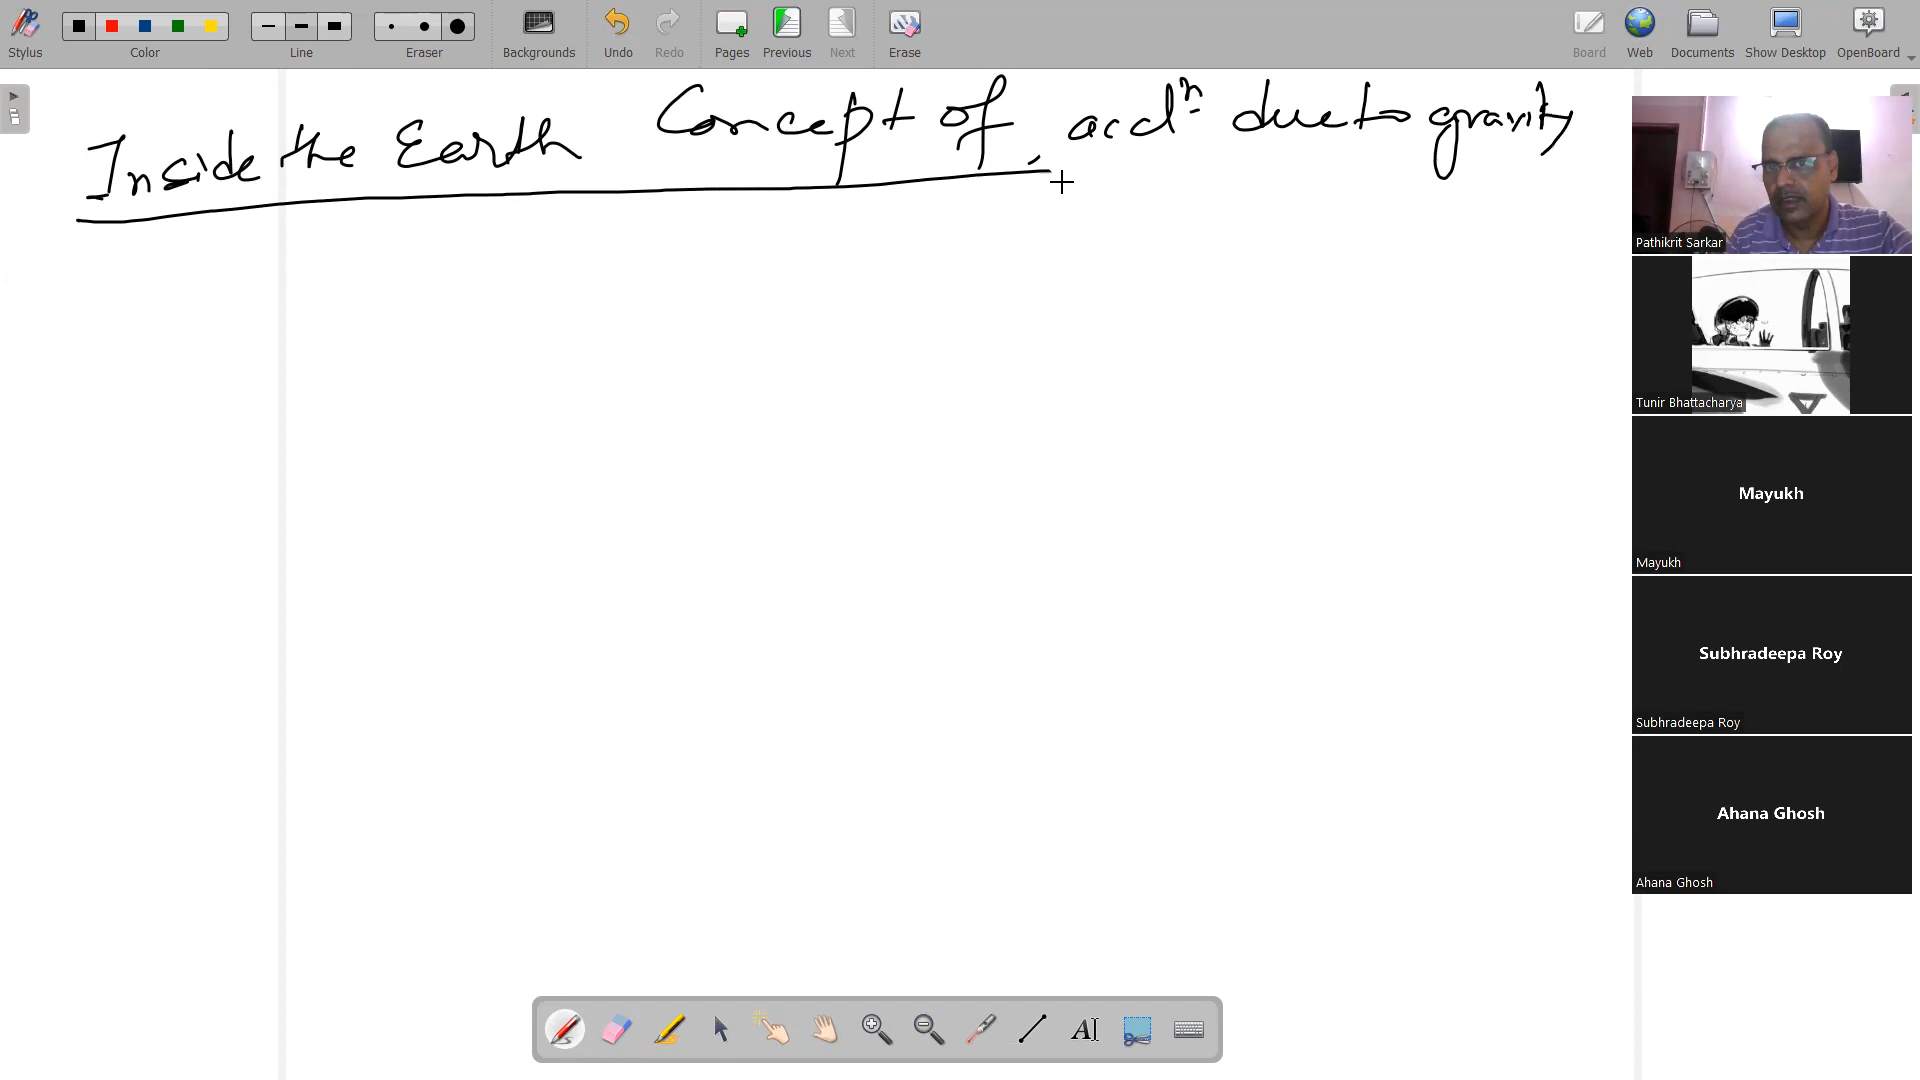 Stylus Color Line Eraser Backgrounds Undo Redo Pages Previous Next Erase Board Web Documents Show Desktop OpenBoard
Inside the Earth Concept of, accl^n due to gravity
Pathikrit Sarkar
Tunir Bhattacharya
Mayukh
Mayukh
Subhradeepa Roy
Subhradeepa Roy
Ahana Ghosh
Ahana Ghosh
AI